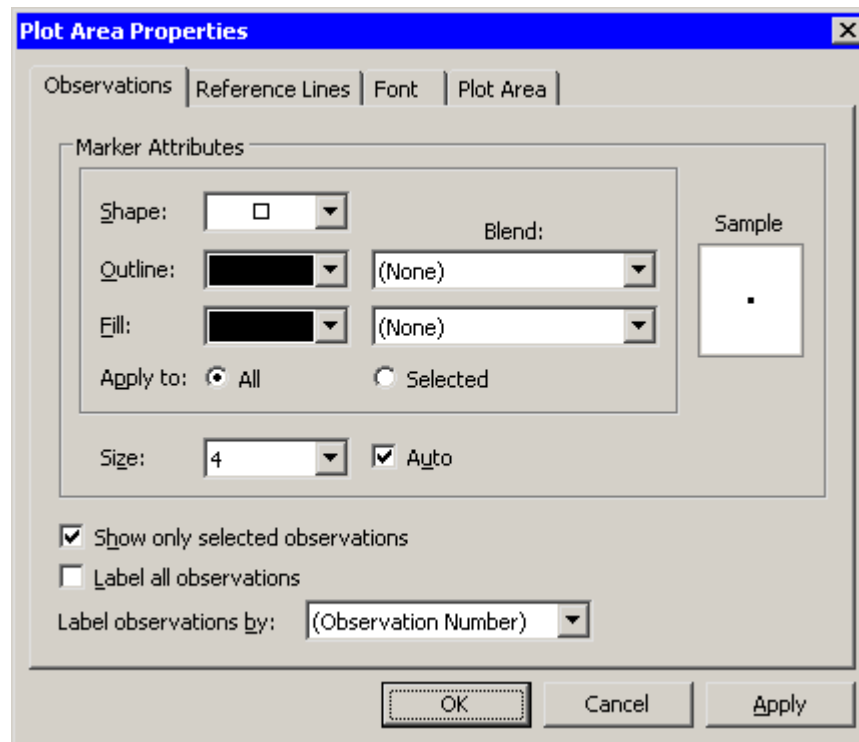 Plot Area Properties
Observations Reference Lines Font Plot Area
Marker Attributes
Shape:
Blend:
Sample
Outline: (None)
Fill: (None)
Apply to: All Selected
Size: 4 Auto
Show only selected observations
Label all observations
Label observations by: (Observation Number)
OK Cancel Apply